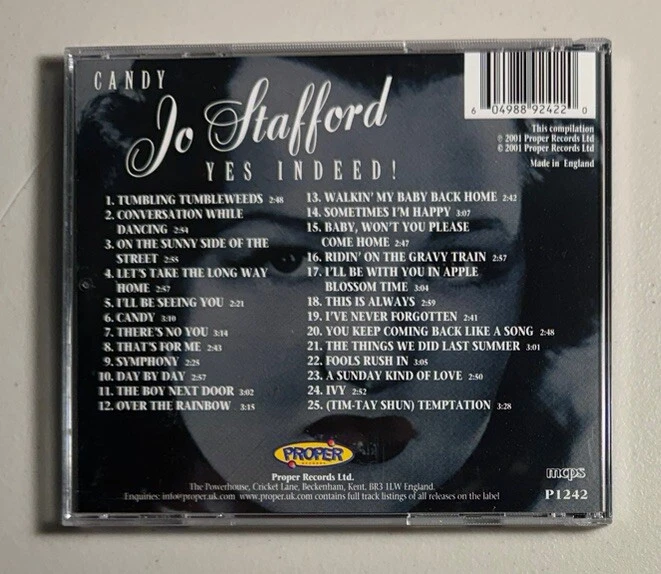 CANDY
Jo Stafford
YES INDEED!
6 04988 92422 0
This compilation
℗ 2001 Proper Records Ltd
© 2001 Proper Records Ltd
Made in England
1. TUMBLING TUMBLEWEEDS 2:48
2. CONVERSATION WHILE
DANCING 2:54
3. ON THE SUNNY SIDE OF THE
STREET 2:55
4. LET'S TAKE THE LONG WAY
HOME 2:57
5. I'LL BE SEEING YOU 2:21
6. CANDY 3:10
7. THERE'S NO YOU 3:14
8. THAT'S FOR ME 2:43
9. SYMPHONY 2:25
10. DAY BY DAY 2:57
11. THE BOY NEXT DOOR 3:02
12. OVER THE RAINBOW 3:15
13. WALKIN' MY BABY BACK HOME 2:42
14. SOMETIMES I'M HAPPY 3:07
15. BABY, WON'T YOU PLEASE
COME HOME 2:47
16. RIDIN' ON THE GRAVY TRAIN 2:57
17. I'LL BE WITH YOU IN APPLE
BLOSSOM TIME 3:04
18. THIS IS ALWAYS 2:59
19. I'VE NEVER FORGOTTEN 2:41
20. YOU KEEP COMING BACK LIKE A SONG 2:48
21. THE THINGS WE DID LAST SUMMER 3:01
22. FOOLS RUSH IN 3:05
23. A SUNDAY KIND OF LOVE 2:50
24. IVY 2:52
25. (TIM-TAY SHUN) TEMPTATION 3:28
PROPER
RECORDS
Proper Records Ltd.
The Powerhouse, Cricket Lane, Beckenham, Kent, BR3 1LW England.
Enquiries: info@proper.uk.com www.proper.uk.com contains full track listings of all releases on the label
mcps
P1242